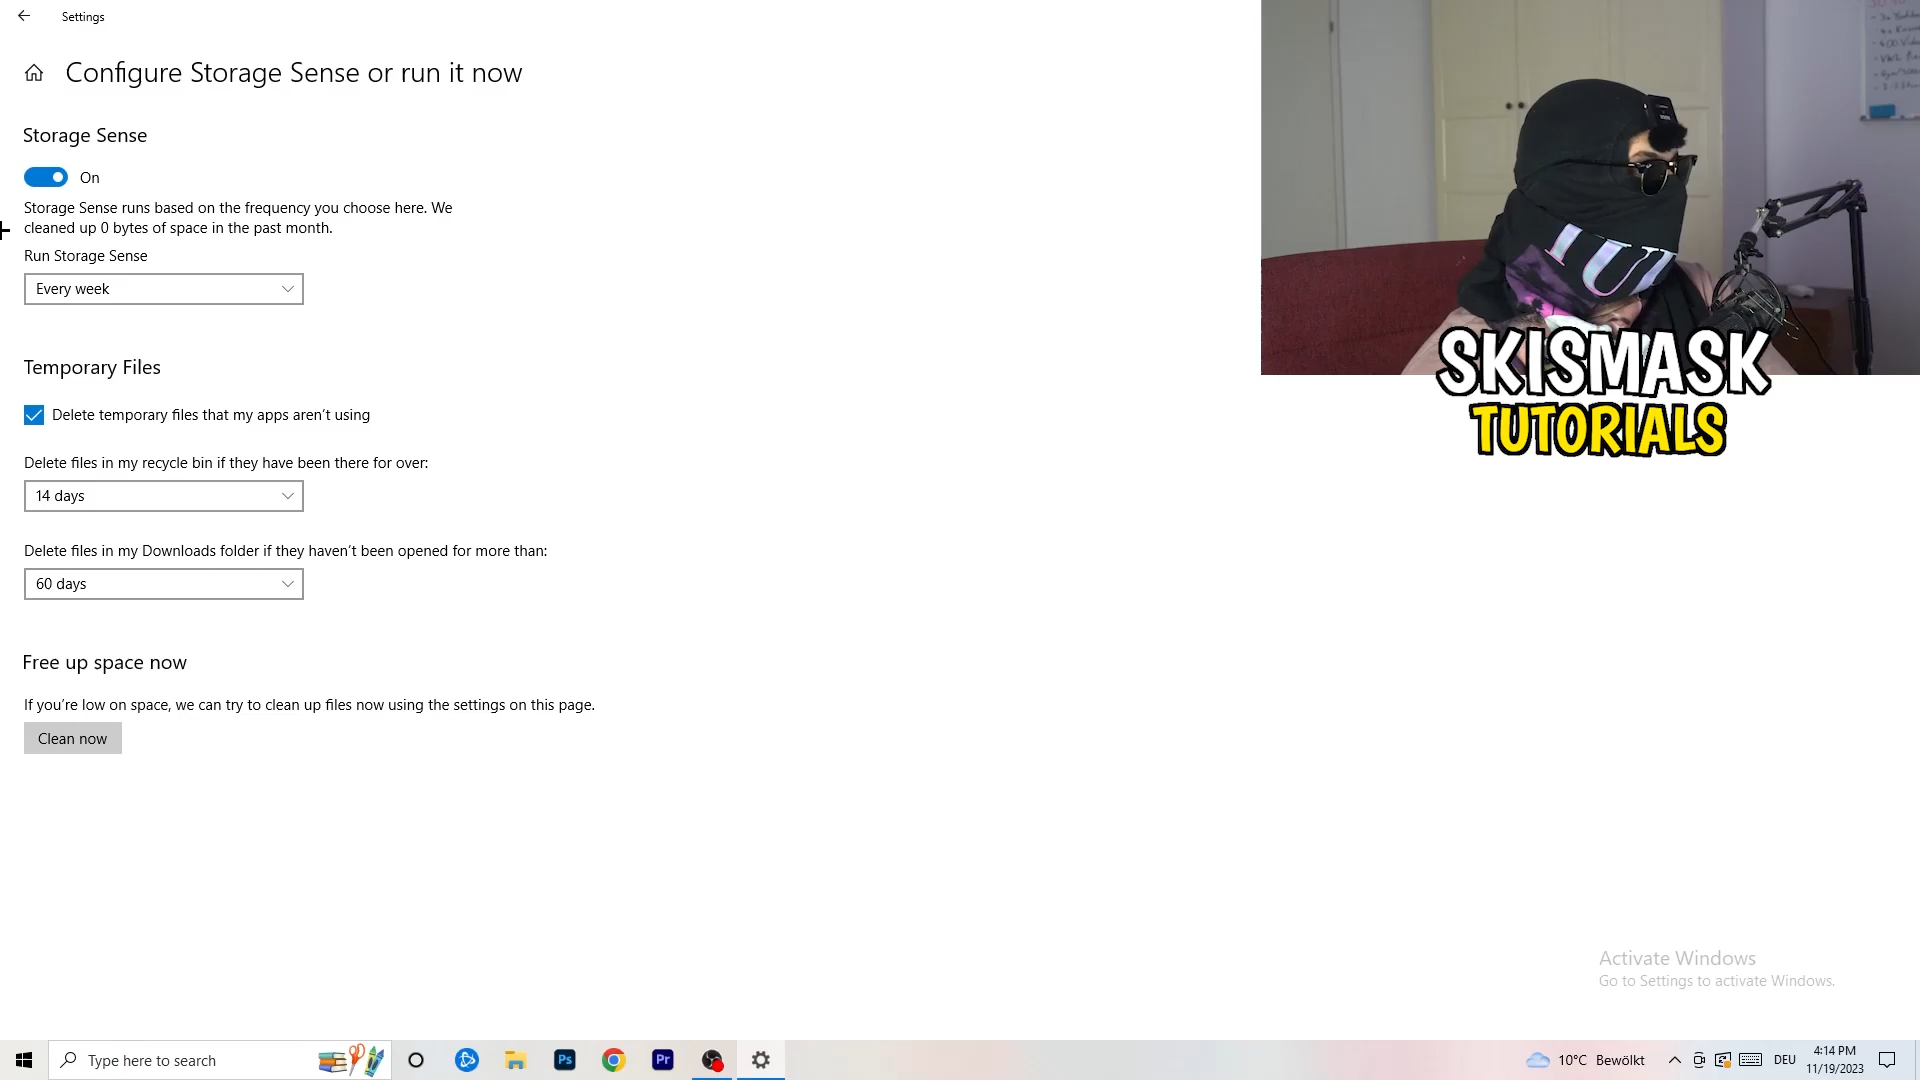 Settings
Configure Storage Sense or run it now
Storage Sense
On
Storage Sense runs based on the frequency you choose here. We
cleaned up 0 bytes of space in the past month.
Run Storage Sense
Every week
Temporary Files
Delete temporary files that my apps aren't using
Delete files in my recycle bin if they have been there for over:
14 days
Delete files in my Downloads folder if they haven't been opened for more than:
60 days
Free up space now
If you're low on space, we can try to clean up files now using the settings on this page.
Clean now
SKISMASK
TUTORIALS
Activate Windows
Go to Settings to activate Windows.
Type here to search
Ps
Pr
10°C Bewölkt
DEU
4:14 PM
11/19/2023